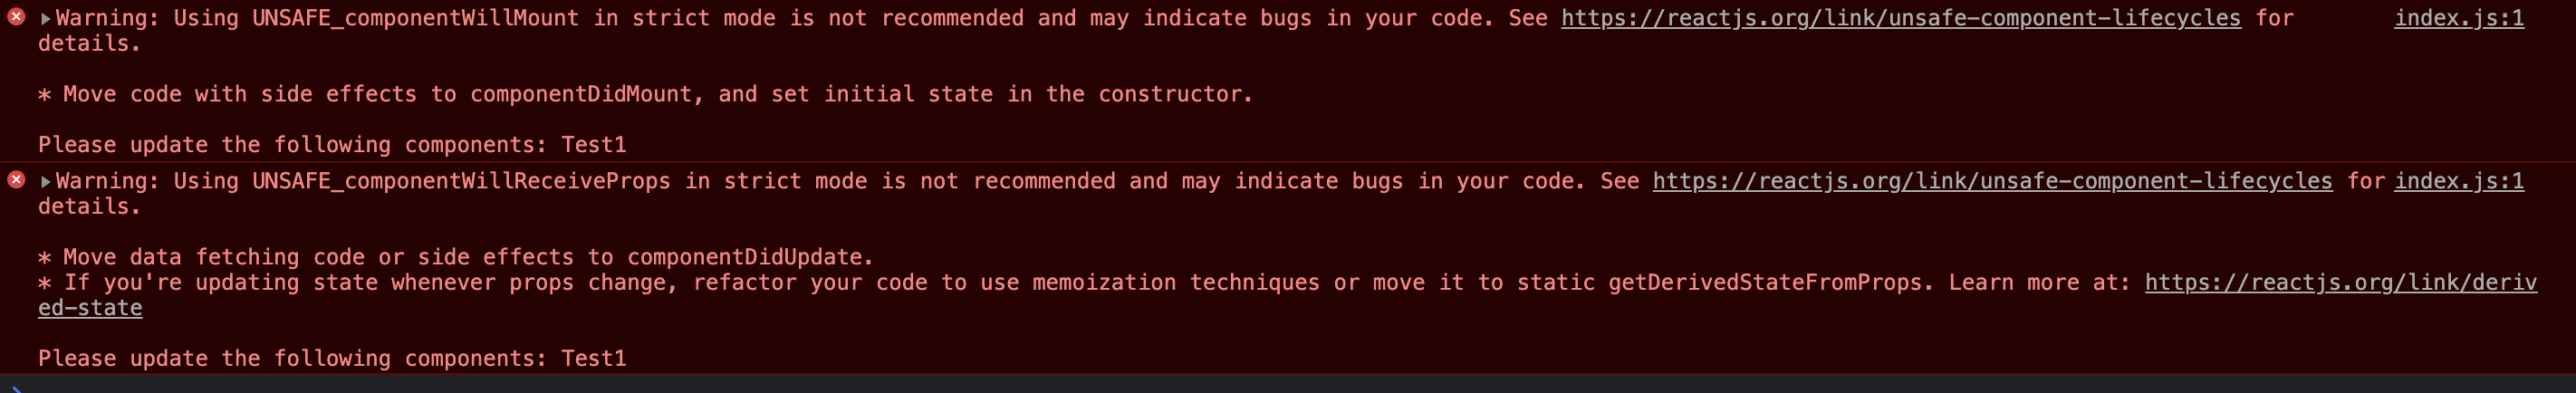 Warning: Using UNSAFE_componentWillMount in strict mode is not recommended and may indicate bugs in your code. See https://reactjs.org/link/unsafe-component-lifecycles for index.js:1
details.
* Move code with side effects to componentDidMount, and set initial state in the constructor.
Please update the following components: Test1
Warning: Using UNSAFE_componentWillReceiveProps in strict mode is not recommended and may indicate bugs in your code. See https://reactjs.org/link/unsafe-component-lifecycles for index.js:1
details.
* Move data fetching code or side effects to componentDidUpdate.
* If you're updating state whenever props change, refactor your code to use memoization techniques or move it to static getDerivedStateFromProps. Learn more at: https://reactjs.org/link/deriv
ed-state
Please update the following components: Test1